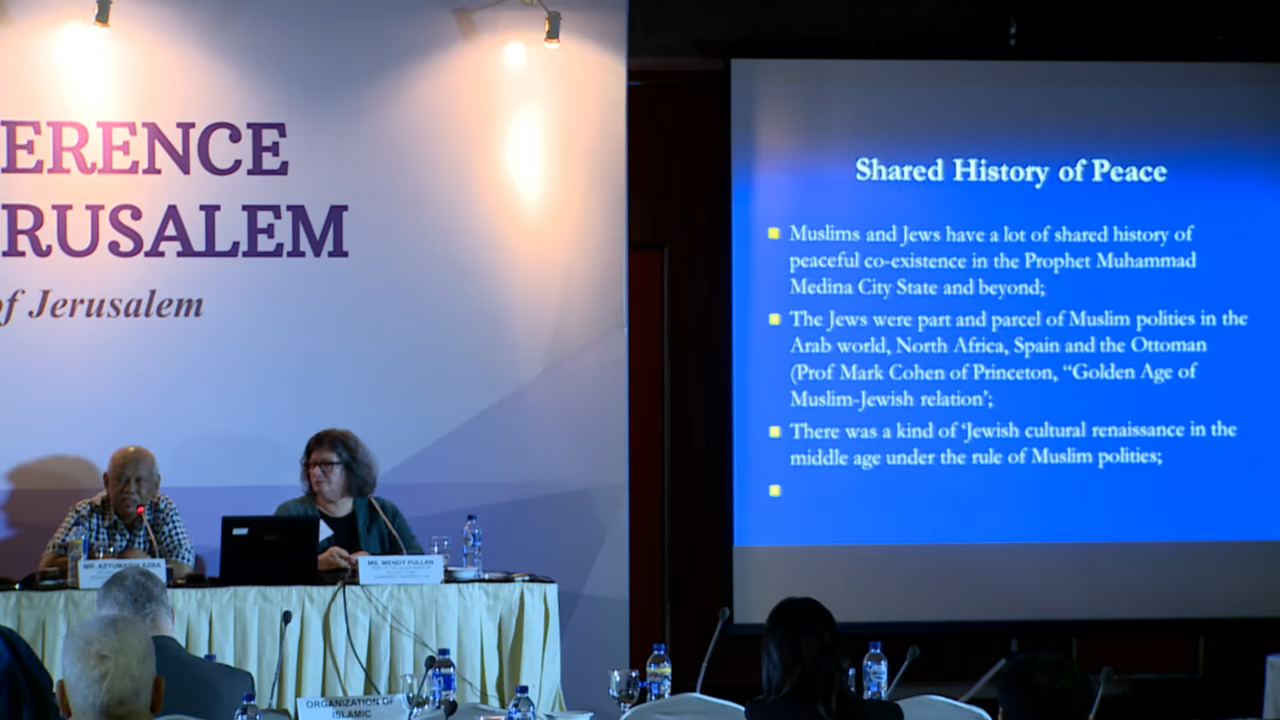 ERENCE
RUSALEM
of Jerusalem
Shared History of Peace
Muslims and Jews have a lot of shared history of
peaceful co-existence in the Prophet Muhammad
Medina City State and beyond;
The Jews were part and parcel of Muslim polities in the
Arab world, North Africa, Spain and the Ottoman
(Prof Mark Cohen of Princeton, “Golden Age of
Muslim-Jewish relation’;
There was a kind of ‘Jewish cultural renaissance in the
middle age under the rule of Muslim polities;
MR. AZYUMARDI AZRA
MS. WENDY PULLAN
ORGANIZATION OF
ISLAMIC